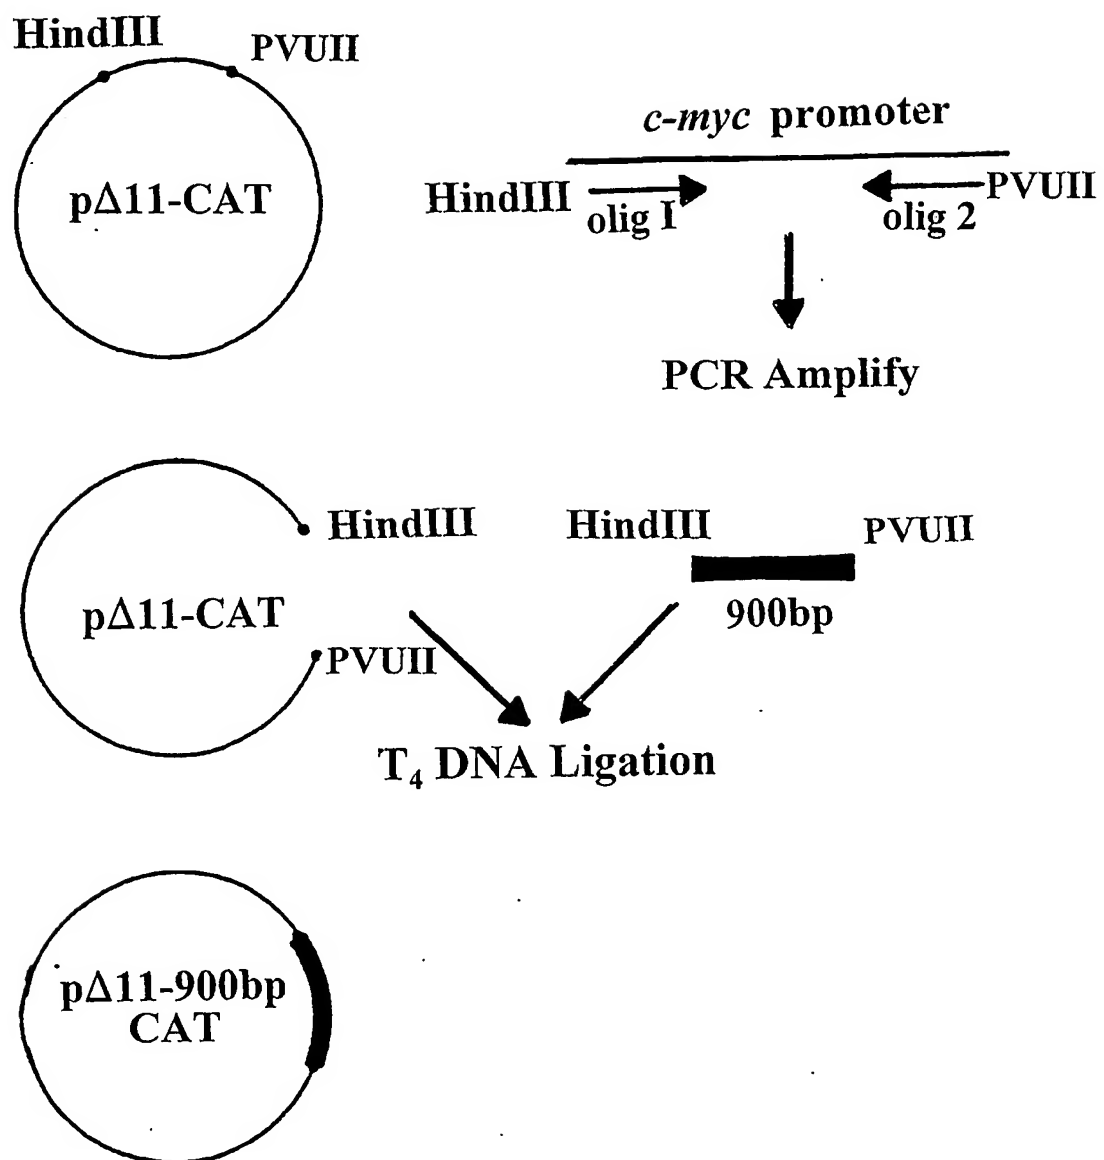 HindIII
PVUII
pΔ11-CAT
c-myc promoter
HindIII
olig I
olig 2
PVUII
PCR Amplify
pΔ11-CAT
HindIII
PVUII
HindIII
PVUII
900bp
T₄ DNA Ligation
pΔ11-900bp
CAT